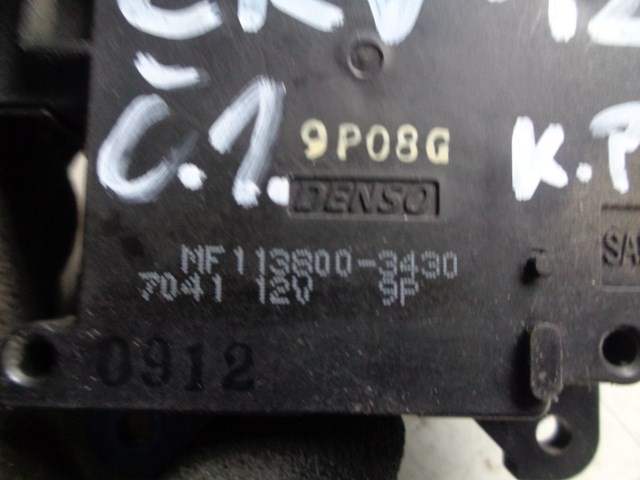 Č.1.
9P08G
DENSO
MF113800-3430
7041 12V 9P
0912